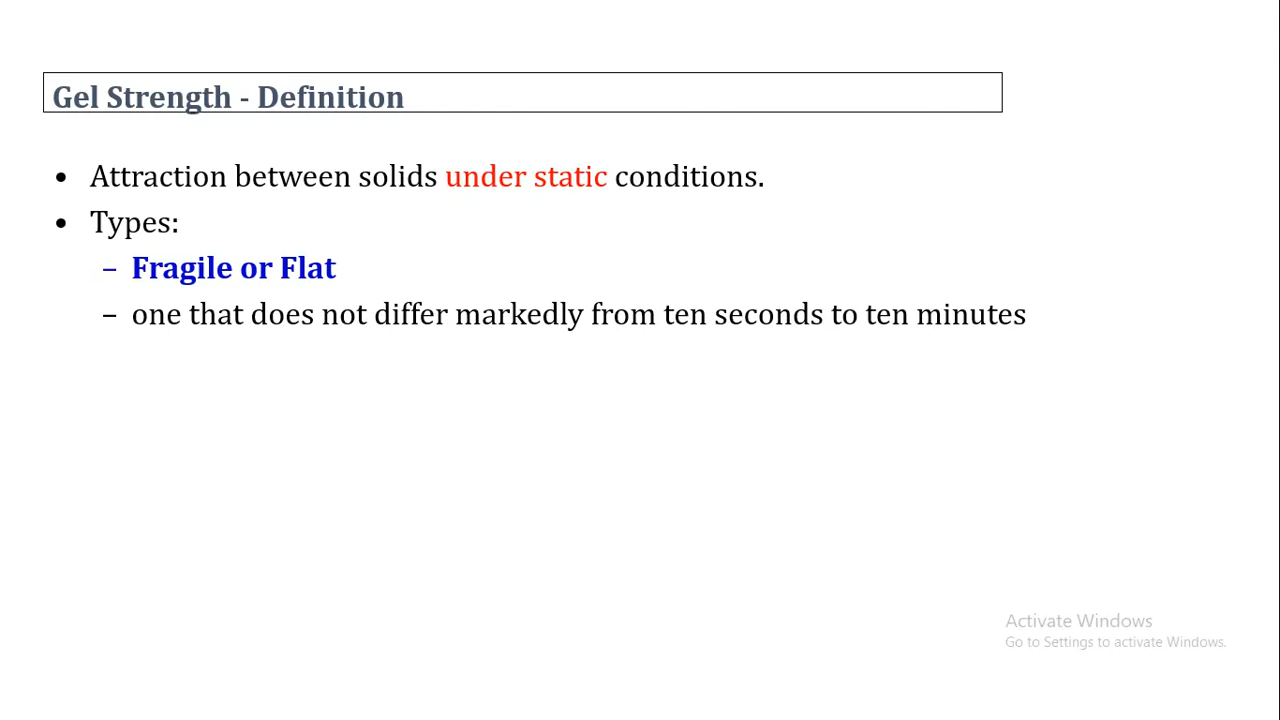 Gel Strength - Definition
• Attraction between solids under static conditions.
• Types:
– Fragile or Flat
– one that does not differ markedly from ten seconds to ten minutes
Activate Windows
Go to Settings to activate Windows.